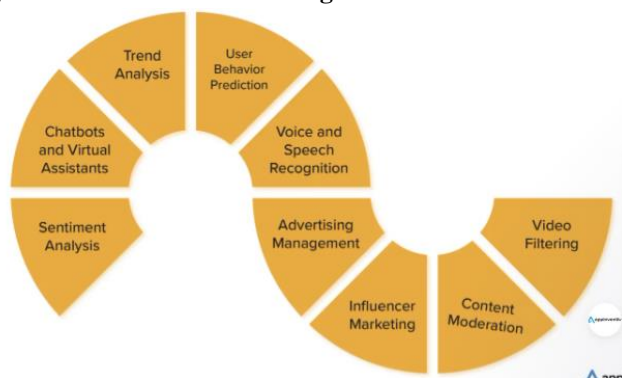 Sentiment
Analysis
Chatbots
and Virtual
Assistants
Trend
Analysis
User
Behavior
Prediction
Voice and
Speech
Recognition
Advertising
Management
Influencer
Marketing
Content
Moderation
Video
Filtering